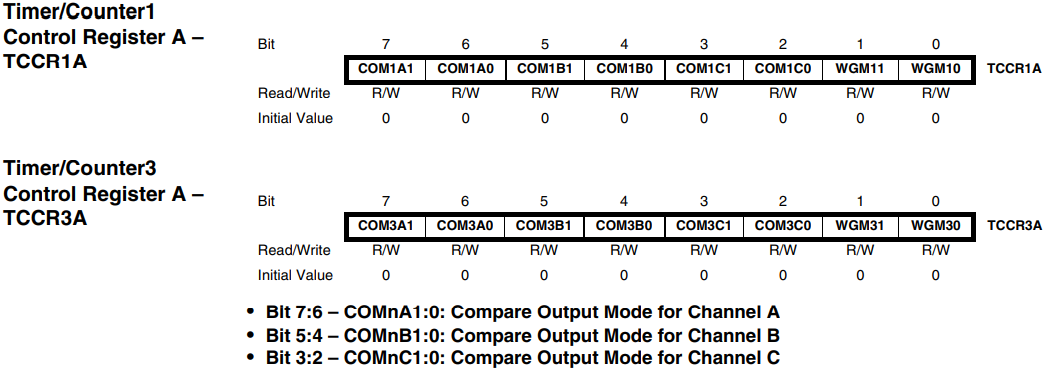 Timer/Counter1
Control Register A –
TCCR1A
Bit 7 6 5 4 3 2 1 0
COM1A1 COM1A0 COM1B1 COM1B0 COM1C1 COM1C0 WGM11 WGM10 TCCR1A
Read/Write R/W R/W R/W R/W R/W R/W R/W R/W
Initial Value 0 0 0 0 0 0 0 0
Timer/Counter3
Control Register A –
TCCR3A
Bit 7 6 5 4 3 2 1 0
COM3A1 COM3A0 COM3B1 COM3B0 COM3C1 COM3C0 WGM31 WGM30 TCCR3A
Read/Write R/W R/W R/W R/W R/W R/W R/W R/W
Initial Value 0 0 0 0 0 0 0 0
• Bit 7:6 – COMnA1:0: Compare Output Mode for Channel A
• Bit 5:4 – COMnB1:0: Compare Output Mode for Channel B
• Bit 3:2 – COMnC1:0: Compare Output Mode for Channel C